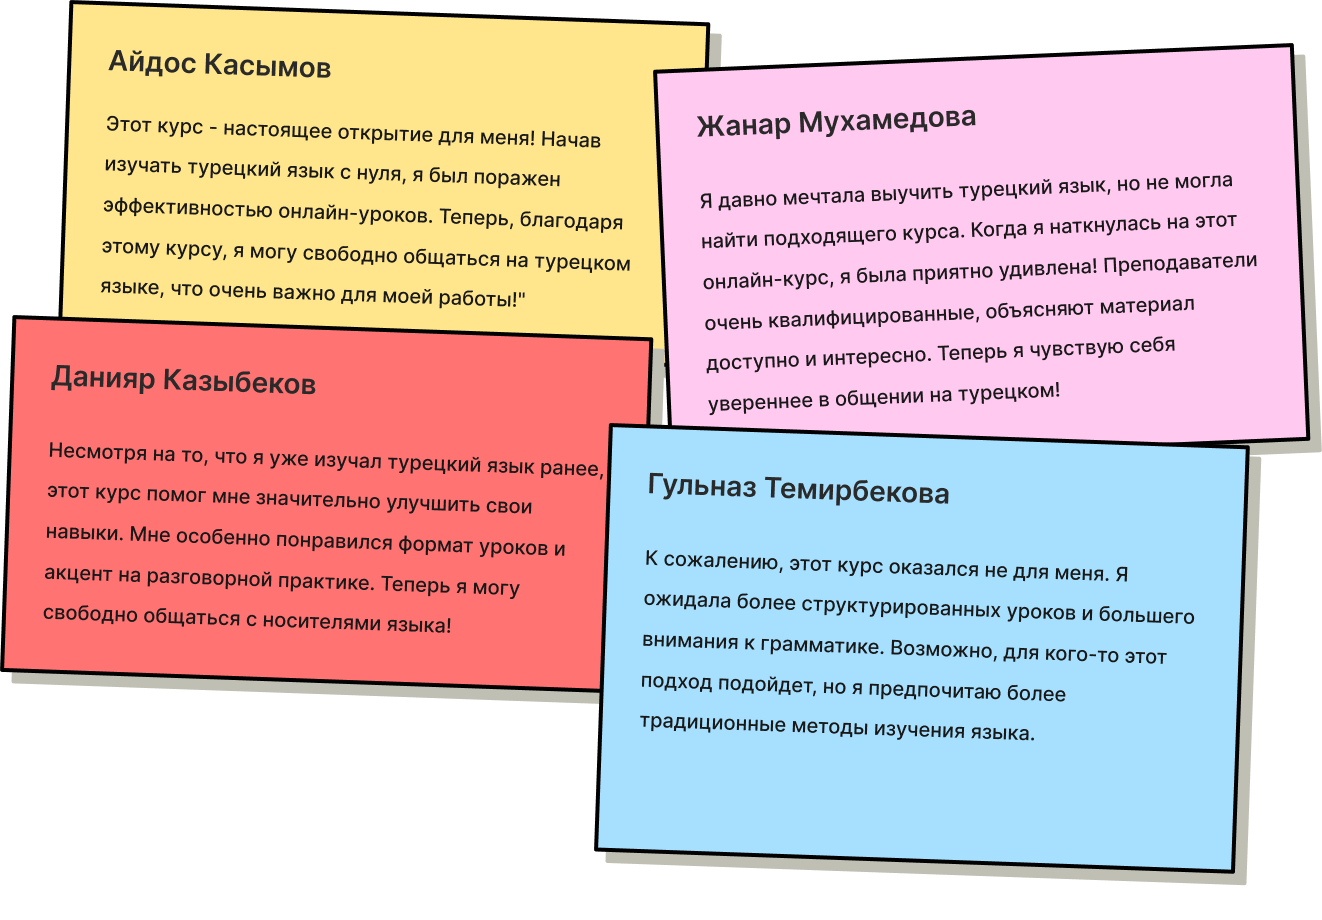 Айдос Касымов
Этот курс - настоящее открытие для меня! Начав
изучать турецкий язык с нуля, я был поражен
эффективностью онлайн-уроков. Теперь, благодаря
этому курсу, я могу свободно общаться на турецком
языке, что очень важно для моей работы!"
Жанар Мухамедова
Я давно мечтала выучить турецкий язык, но не могла
найти подходящего курса. Когда я наткнулась на этот
онлайн-курс, я была приятно удивлена! Преподаватели
очень квалифицированные, объясняют материал
доступно и интересно. Теперь я чувствую себя
увереннее в общении на турецком!
Данияр Казыбеков
Несмотря на то, что я уже изучал турецкий язык ранее,
этот курс помог мне значительно улучшить свои
навыки. Мне особенно понравился формат уроков и
акцент на разговорной практике. Теперь я могу
свободно общаться с носителями языка!
Гульназ Темирбекова
К сожалению, этот курс оказался не для меня. Я
ожидала более структурированных уроков и большего
внимания к грамматике. Возможно, для кого-то этот
подход подойдет, но я предпочитаю более
традиционные методы изучения языка.